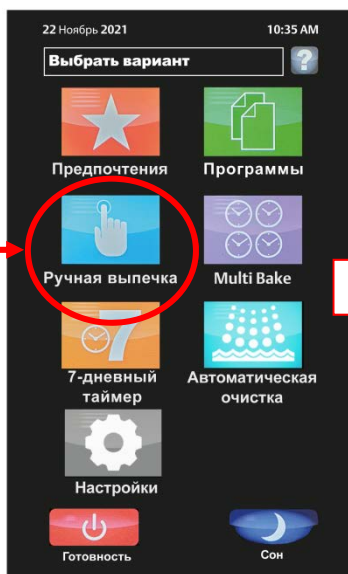 22 Ноябрь 2021 10:35 AM
Выбрать вариант ?
Предпочтения Программы
Ручная выпечка Multi Bake
7
7-дневный таймер
Автоматическая очистка
Настройки
Готовность Сон